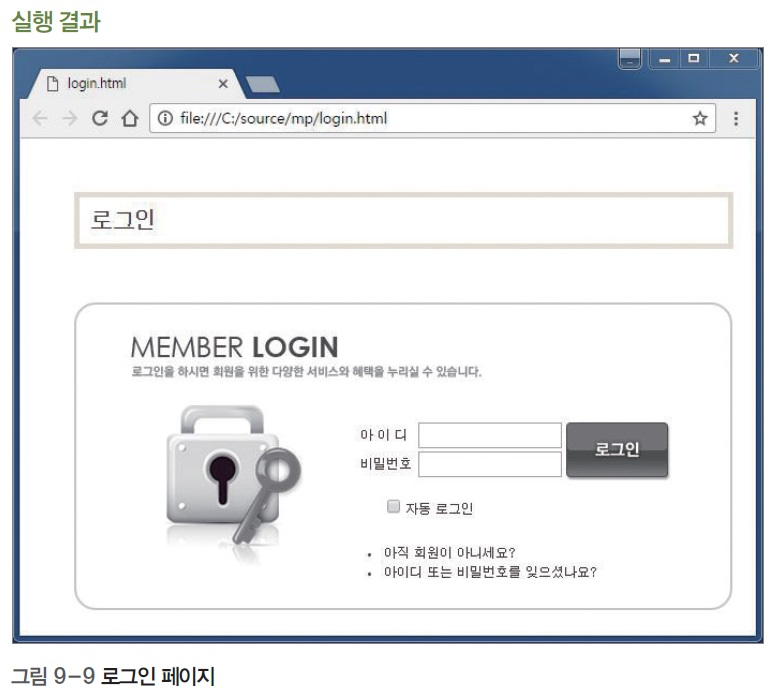 실행 결과
login.html
file:///C:/source/mp/login.html
로그인
MEMBER LOGIN
로그인을 하시면 회원을 위한 다양한 서비스와 혜택을 누리실 수 있습니다.
아 이 디
비밀번호
로그인
자동 로그인
• 아직 회원이 아니세요?
• 아이디 또는 비밀번호를 잊으셨나요?
그림 9-9 로그인 페이지